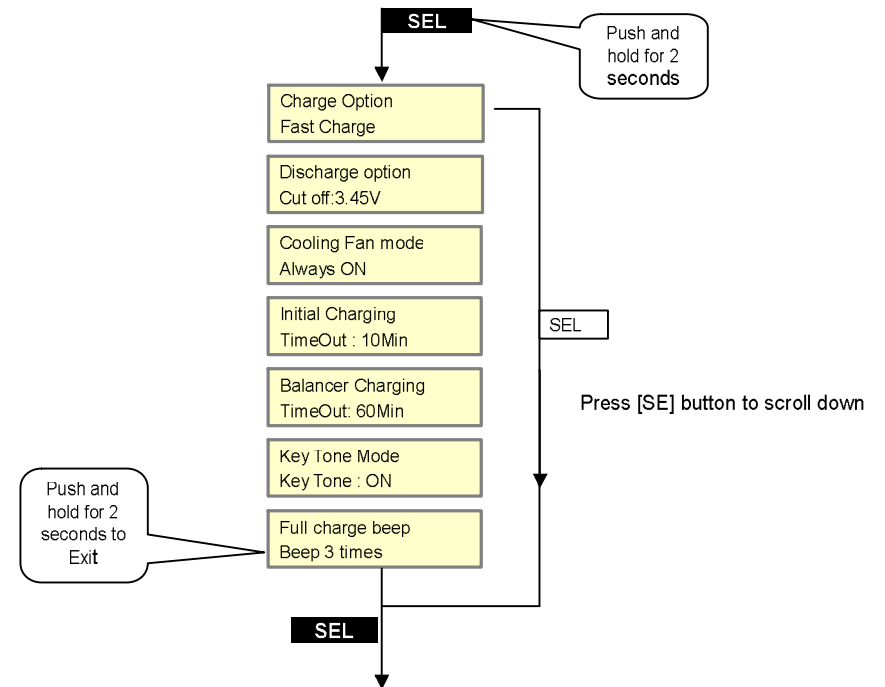 SEL
Push and
hold for 2
seconds
Charge Option
Fast Charge
Discharge option
Cut off:3.45V
Cooling Fan mode
Always ON
Initial Charging
TimeOut : 10Min
SEL
Balancer Charging
TimeOut: 60Min
Press [SE] button to scroll down
Key Tone Mode
Key Tone : ON
Push and
hold for 2
seconds to
Exit
Full charge beep
Beep 3 times
SEL